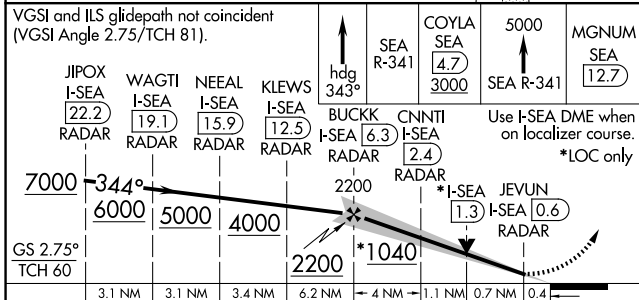 VGSI and ILS glidepath not coincident
(VGSI Angle 2.75/TCH 81).
hdg
343°
SEA
R-341
COYLA
SEA
4.7
3000
5000
SEA R-341
MGNUM
SEA
12.7
JIPOX
I-SEA
22.2
RADAR
WAGTI
I-SEA
19.1
RADAR
NEEAL
I-SEA
15.9
RADAR
KLEWS
I-SEA
12.5
RADAR
BUCKK
I-SEA 6.3
RADAR
CNNTI
I-SEA
2.4
RADAR
Use I-SEA DME when
on localizer course.
*LOC only
*I-SEA
1.3
JEVUN
I-SEA 0.6
RADAR
7000
344°
6000
5000
4000
2200
2200
*1040
GS 2.75°
TCH 60
3.1 NM
3.1 NM
3.4 NM
6.2 NM
4 NM
1.1 NM
0.7 NM
0.4